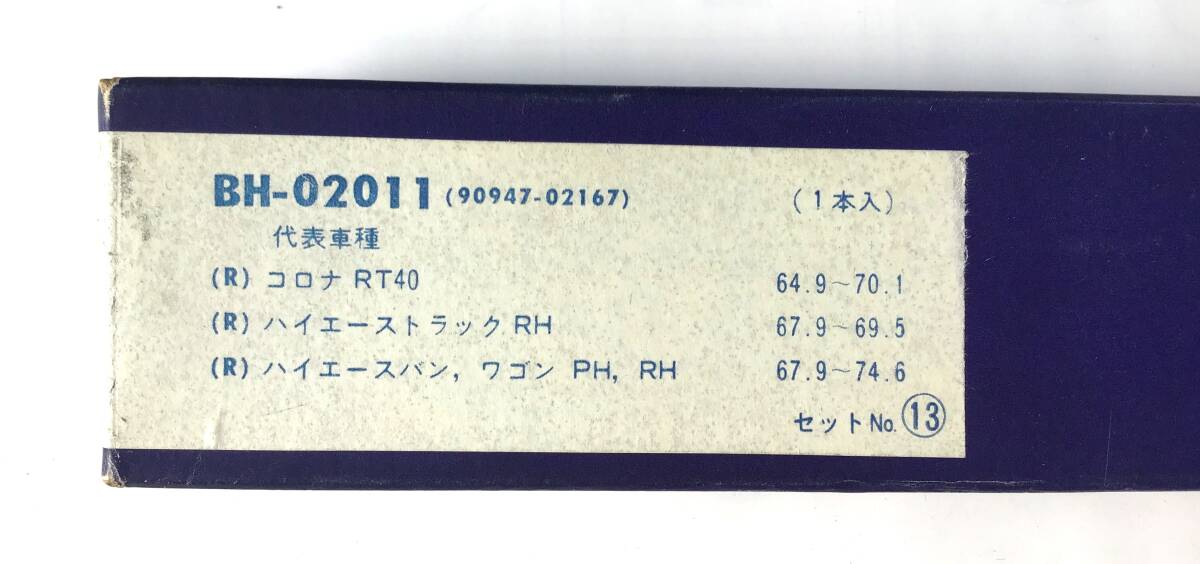 BH-02011 (90947-02167) (1本入)
代表車種
(R) コロナ RT40 64.9~70.1
(R) ハイエーストラック RH 67.9~69.5
(R) ハイエースバン, ワゴン PH, RH 67.9~74.6
セットNo. ⑬